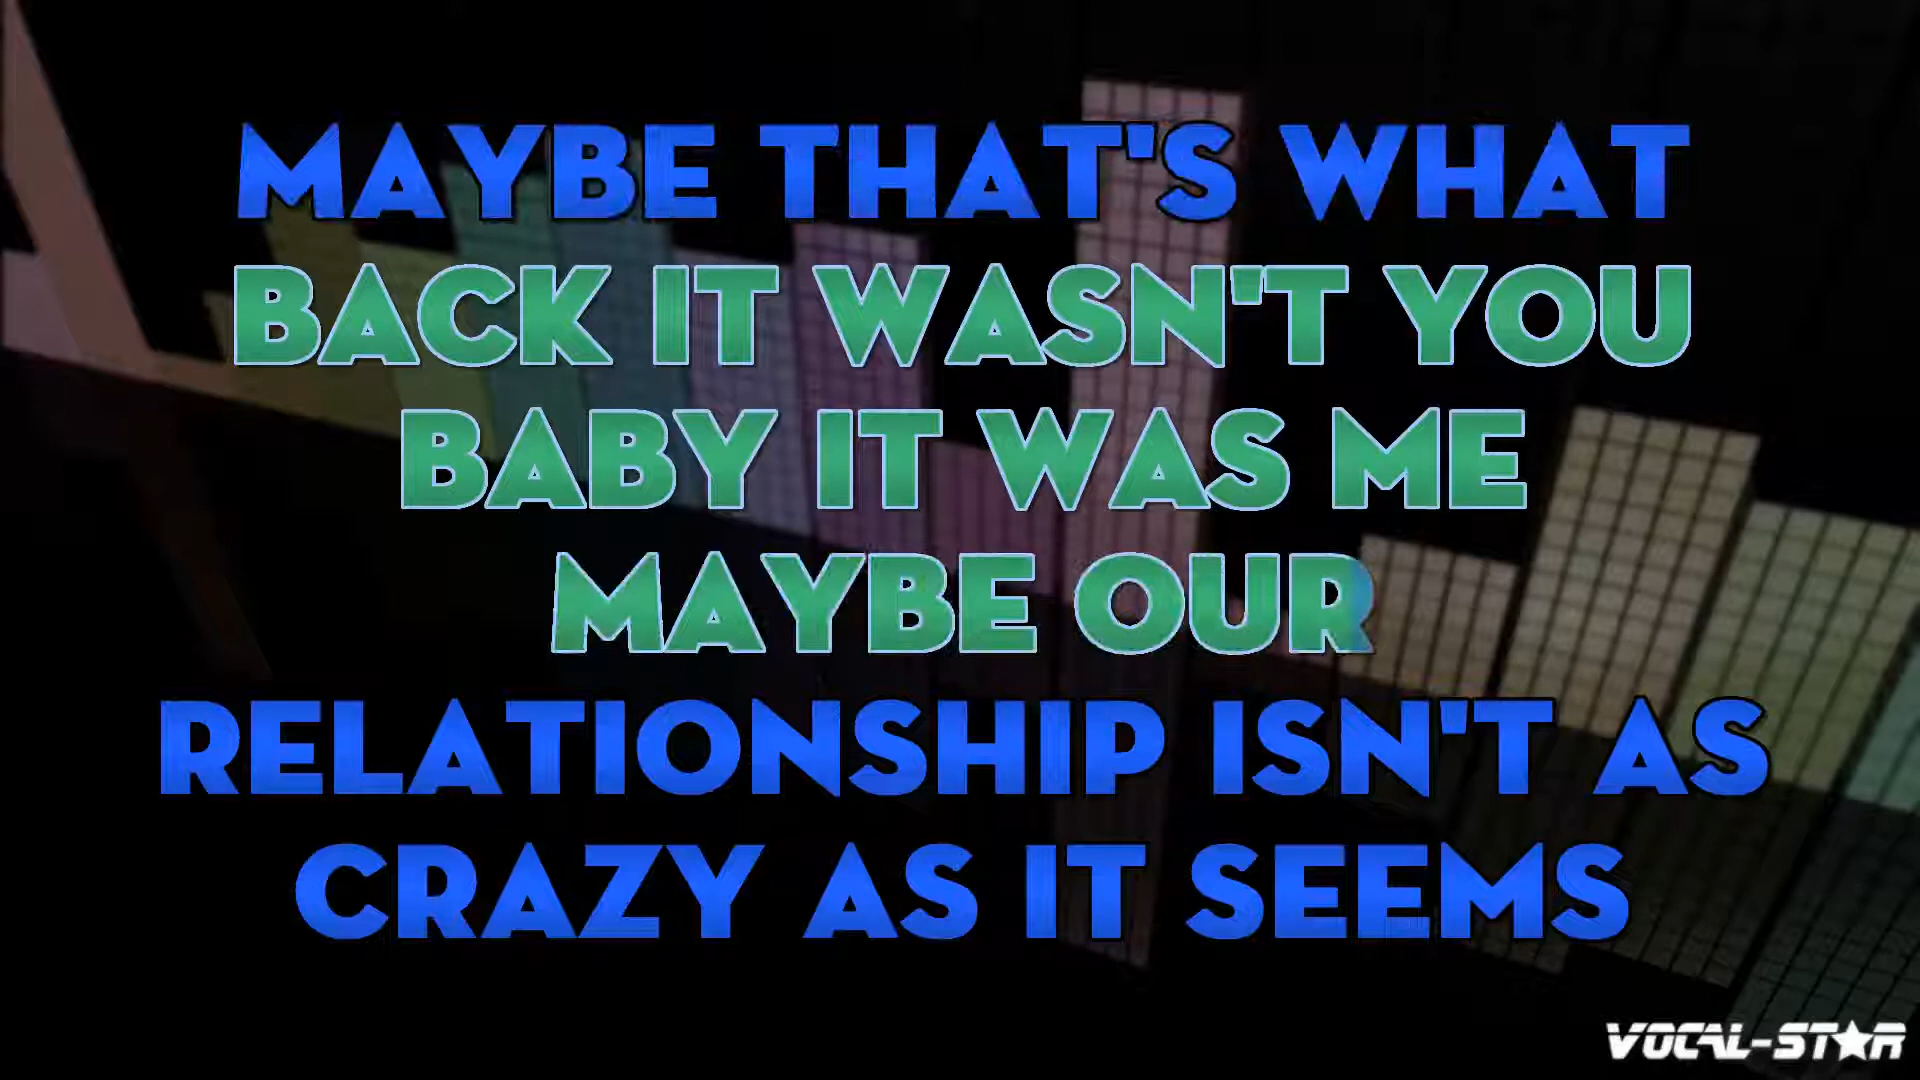 MAYBE THAT'S WHAT
BACK IT WASN'T YOU
BABY IT WAS ME
MAYBE OUR
RELATIONSHIP ISN'T AS
CRAZY AS IT SEEMS
VOCAL-STAR